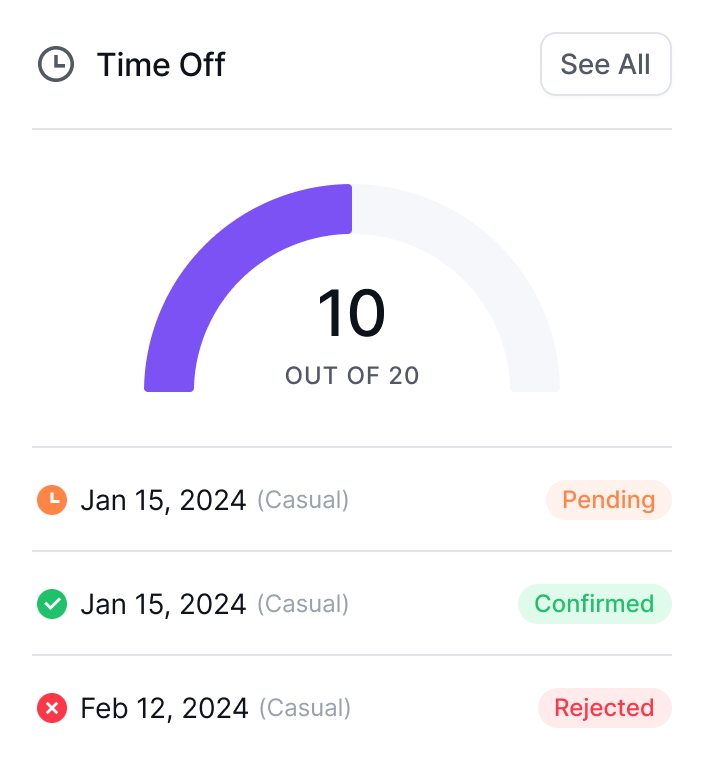 Time Off
See All
10
OUT OF 20
Jan 15, 2024 (Casual) Pending
Jan 15, 2024 (Casual) Confirmed
Feb 12, 2024 (Casual) Rejected